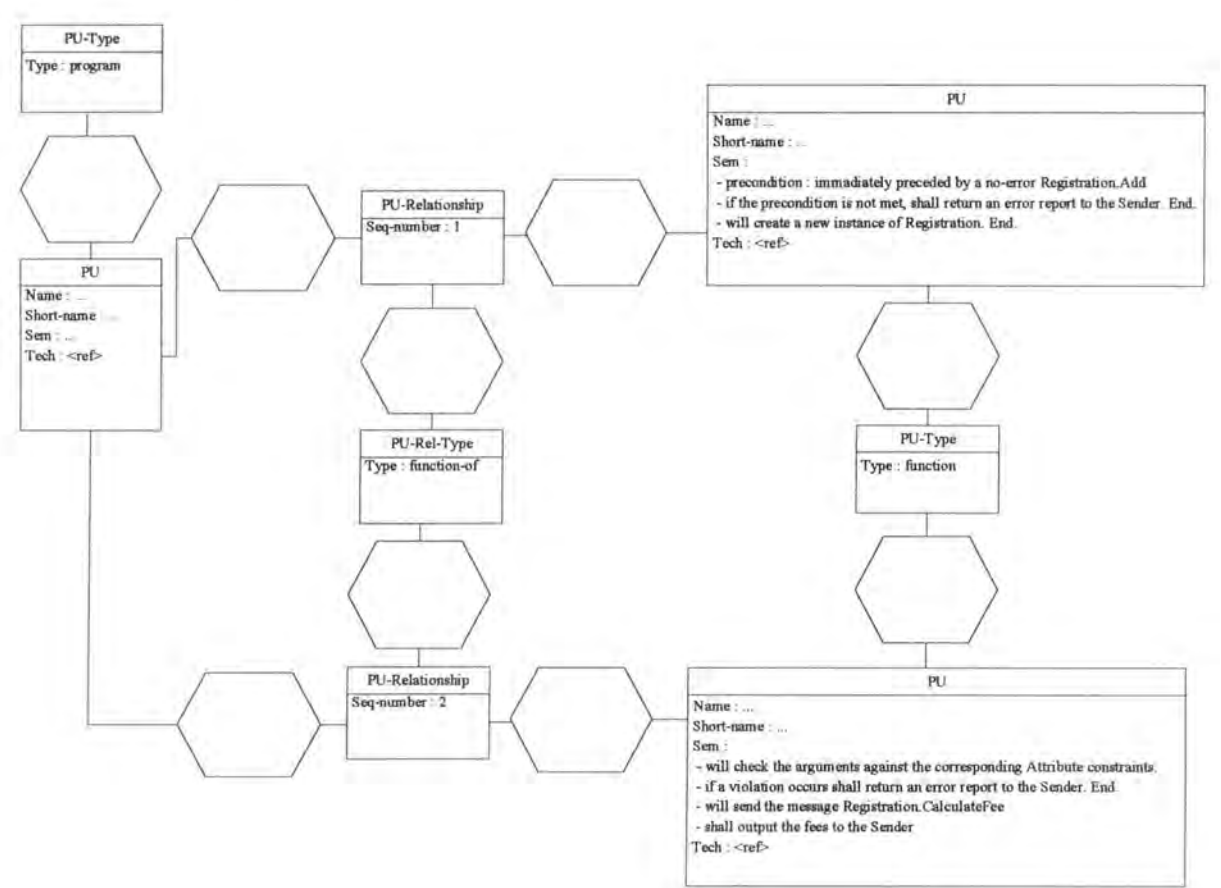 PU-Type
Type : program
PU
Name : ...
Short-name : ...
Sem :
- precondition : immadiately preceded by a no-error Registration.Add
- if the precondition is not met, shall return an error report to the Sender. End.
- will create a new instance of Registration. End.
Tech : <ref>
PU-Relationship
Seq-number : 1
PU
Name : ...
Short-name : ...
Sem : ...
Tech : <ref>
PU-Rel-Type
Type : function-of
PU-Type
Type : function
PU-Relationship
Seq-number : 2
PU
Name : ...
Short-name : ...
Sem :
- will check the arguments against the corresponding Attribute constraints.
- if a violation occurs shall return an error report to the Sender. End
- will send the message Registration.CalculateFee
- shall output the fees to the Sender
Tech : <ref>